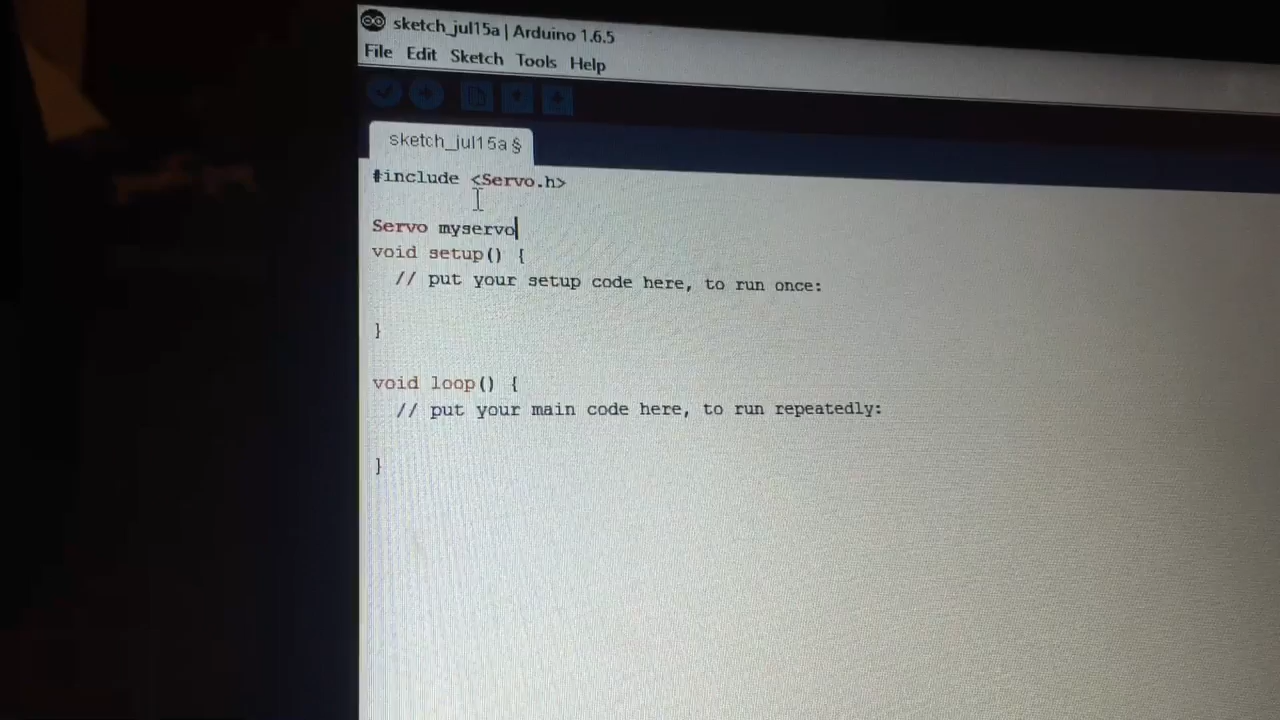 sketch_jul15a | Arduino 1.6.5
File Edit Sketch Tools Help
sketch_jul15a §
#include <Servo.h>
Servo myservo
void setup() {
// put your setup code here, to run once:
}
void loop() {
// put your main code here, to run repeatedly:
}